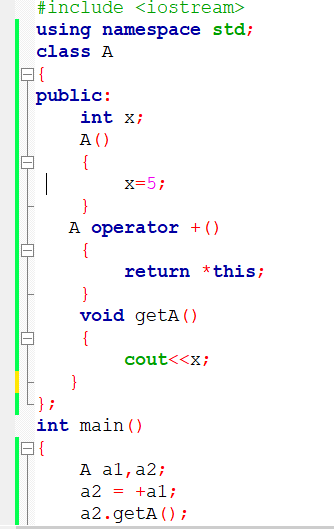 #include <iostream>
using namespace std;
class A
{
public:
int x;
A()
{
x=5;
}
A operator +()
{
return *this;
}
void getA()
{
cout<<x;
}
};
int main()
{
A a1,a2;
a2 = +a1;
a2.getA();